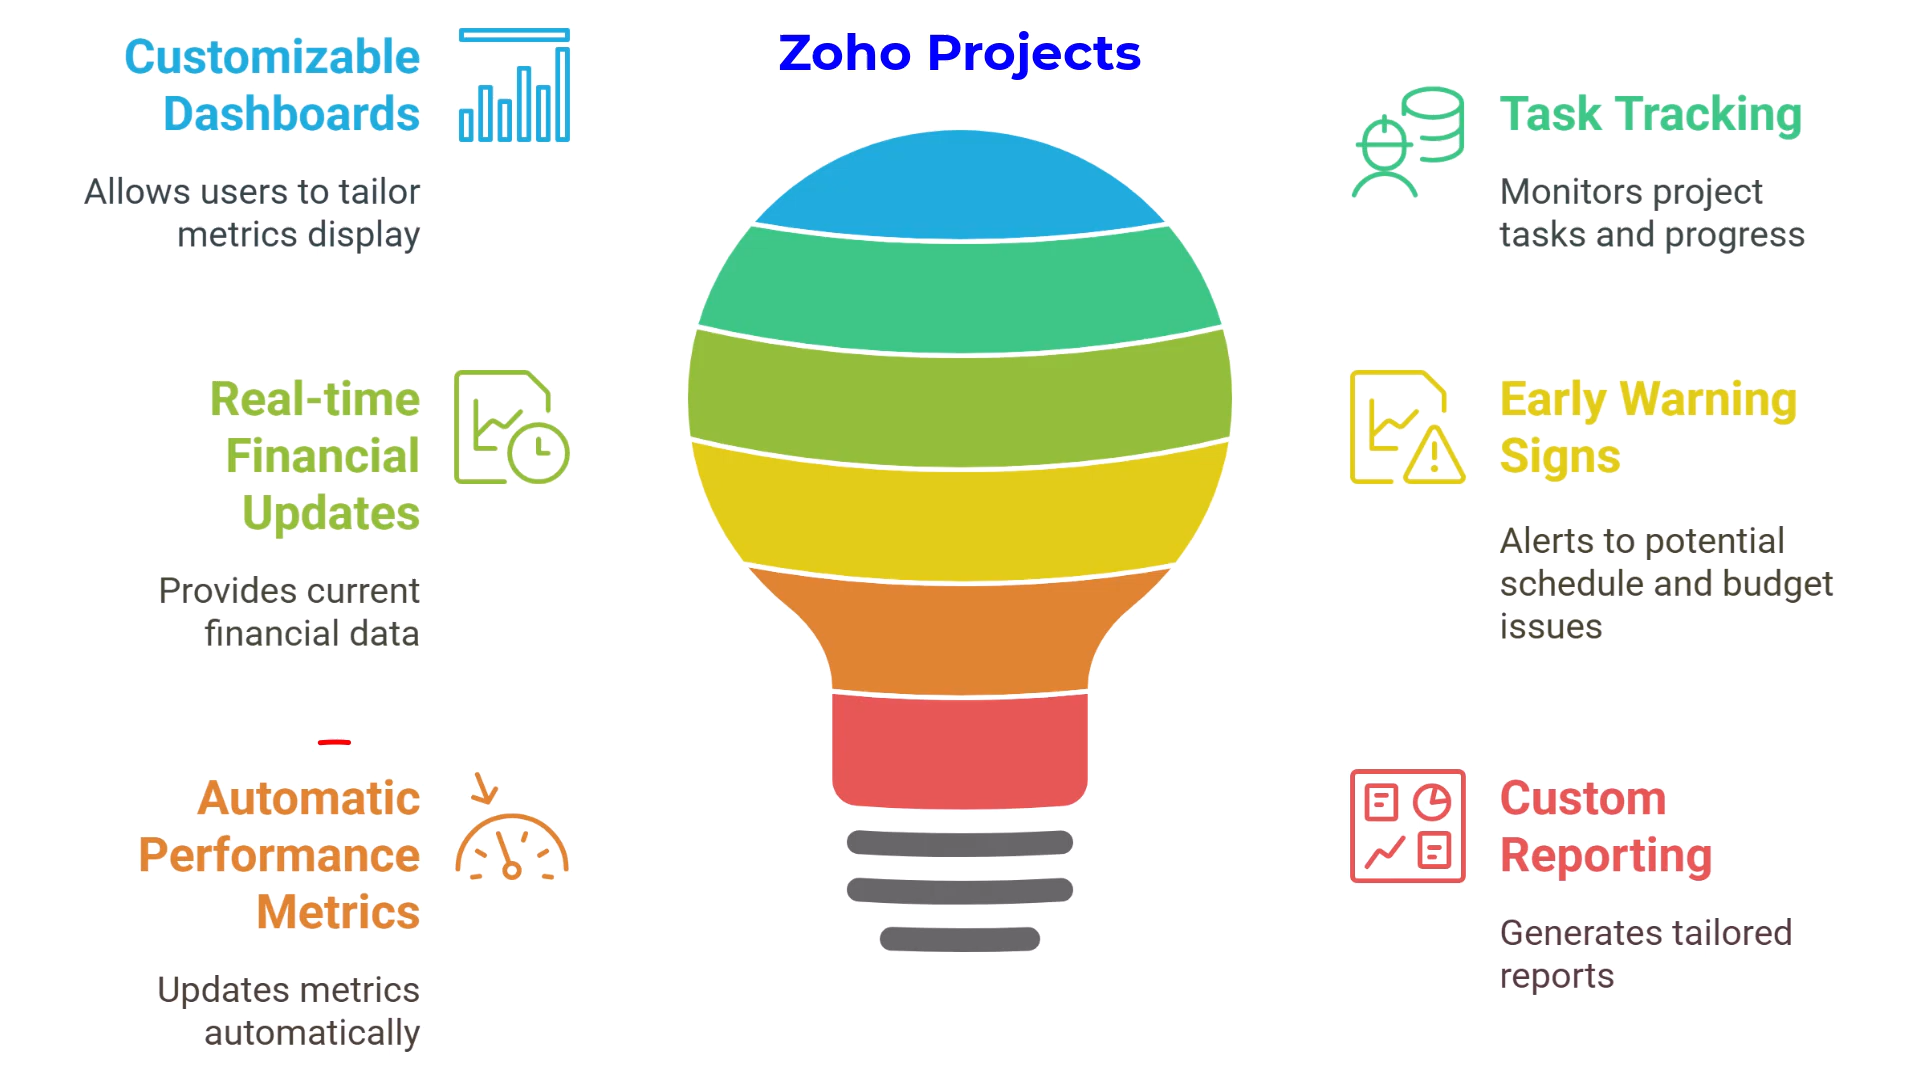 Zoho Projects
Customizable
Dashboards
Allows users to tailor
metrics display
Task Tracking
Monitors project
tasks and progress
Real-time
Financial
Updates
Provides current
financial data
Early Warning
Signs
Alerts to potential
schedule and budget
issues
Automatic
Performance
Metrics
Updates metrics
automatically
Custom
Reporting
Generates tailored
reports